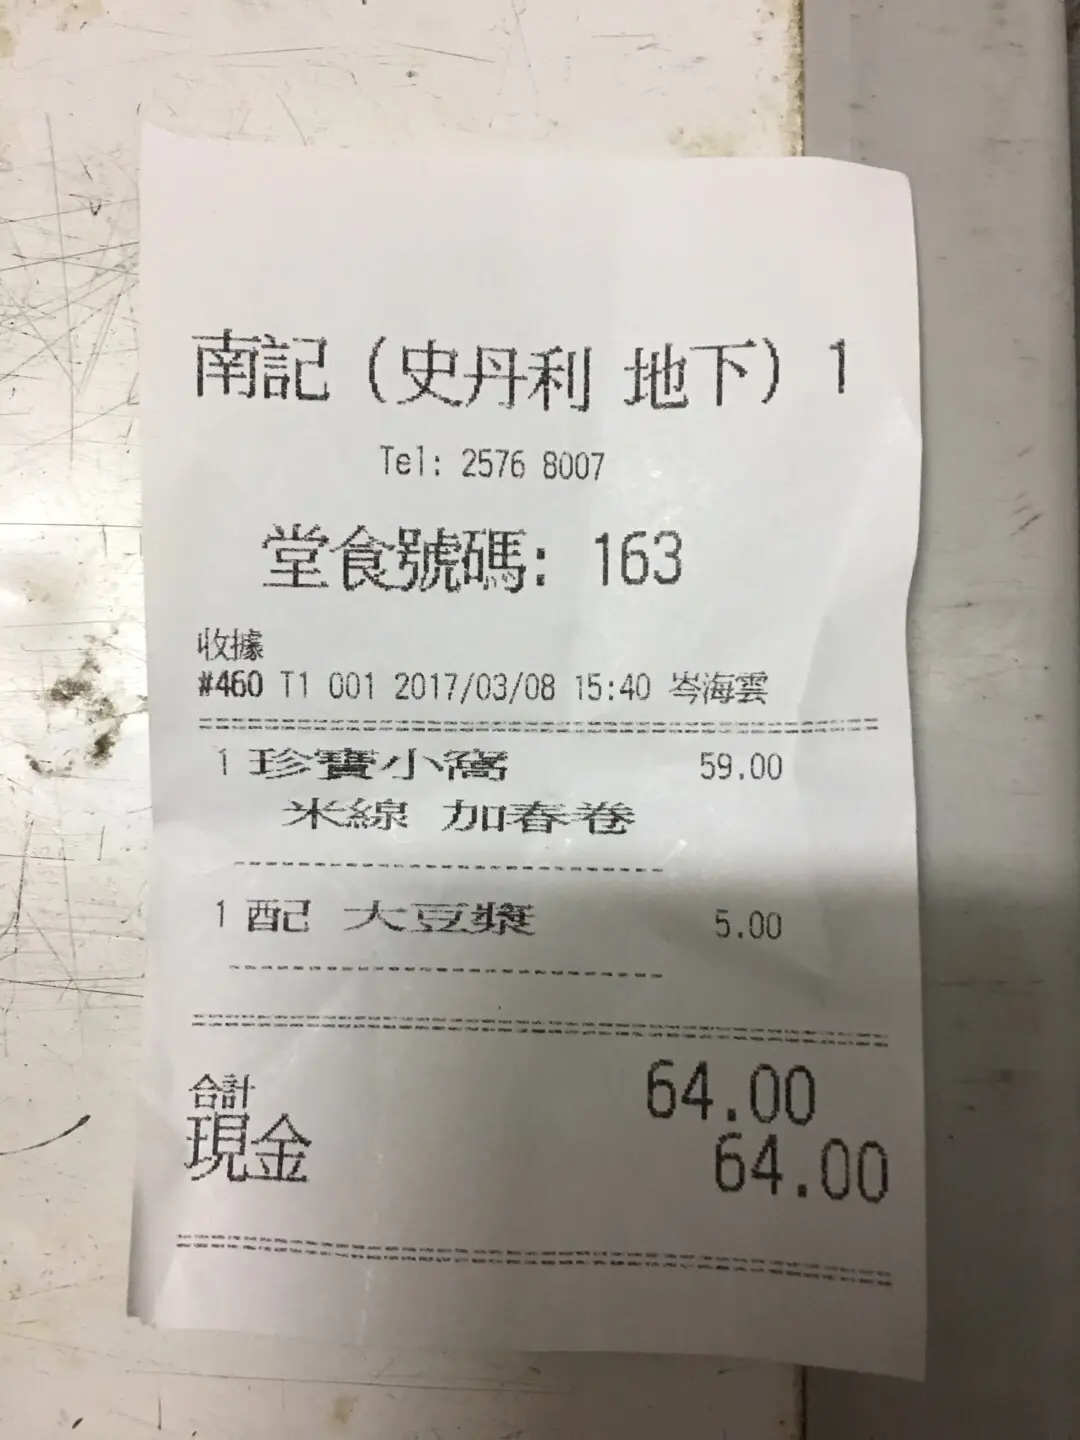 南記（史丹利 地下）1
Tel: 2576 8007
堂食號碼: 163
收據
#460 T1 001 2017/03/08 15:40 岑海雲
1 珍寶小窩 59.00
米線 加春卷
1 配 大豆漿 5.00
合計 64.00
現金 64.00